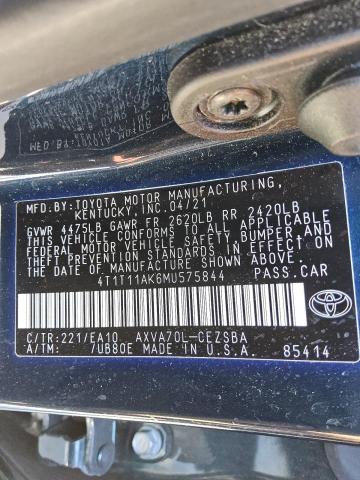 MFD.BY:TOYOTA MOTOR MANUFACTURING,
KENTUCKY, INC. 04/21
GVWR 4475LB GAWR FR 2620LB RR 2420LB
THIS VEHICLE CONFORMS TO ALL APPLICABLE
FEDERAL MOTOR VEHICLE SAFETY, BUMPER, AND
THEFT PREVENTION STANDARDS IN EFFECT ON THE
DATE OF MANUFACTURE SHOWN ABOVE.
4T1T11AK6MU575844 PASS.CAR
C/TR:221/EA10 AXVA70L-CEZSBA
A/TM: /UB80E MADE IN U.S.A. 85414
TOYOTA